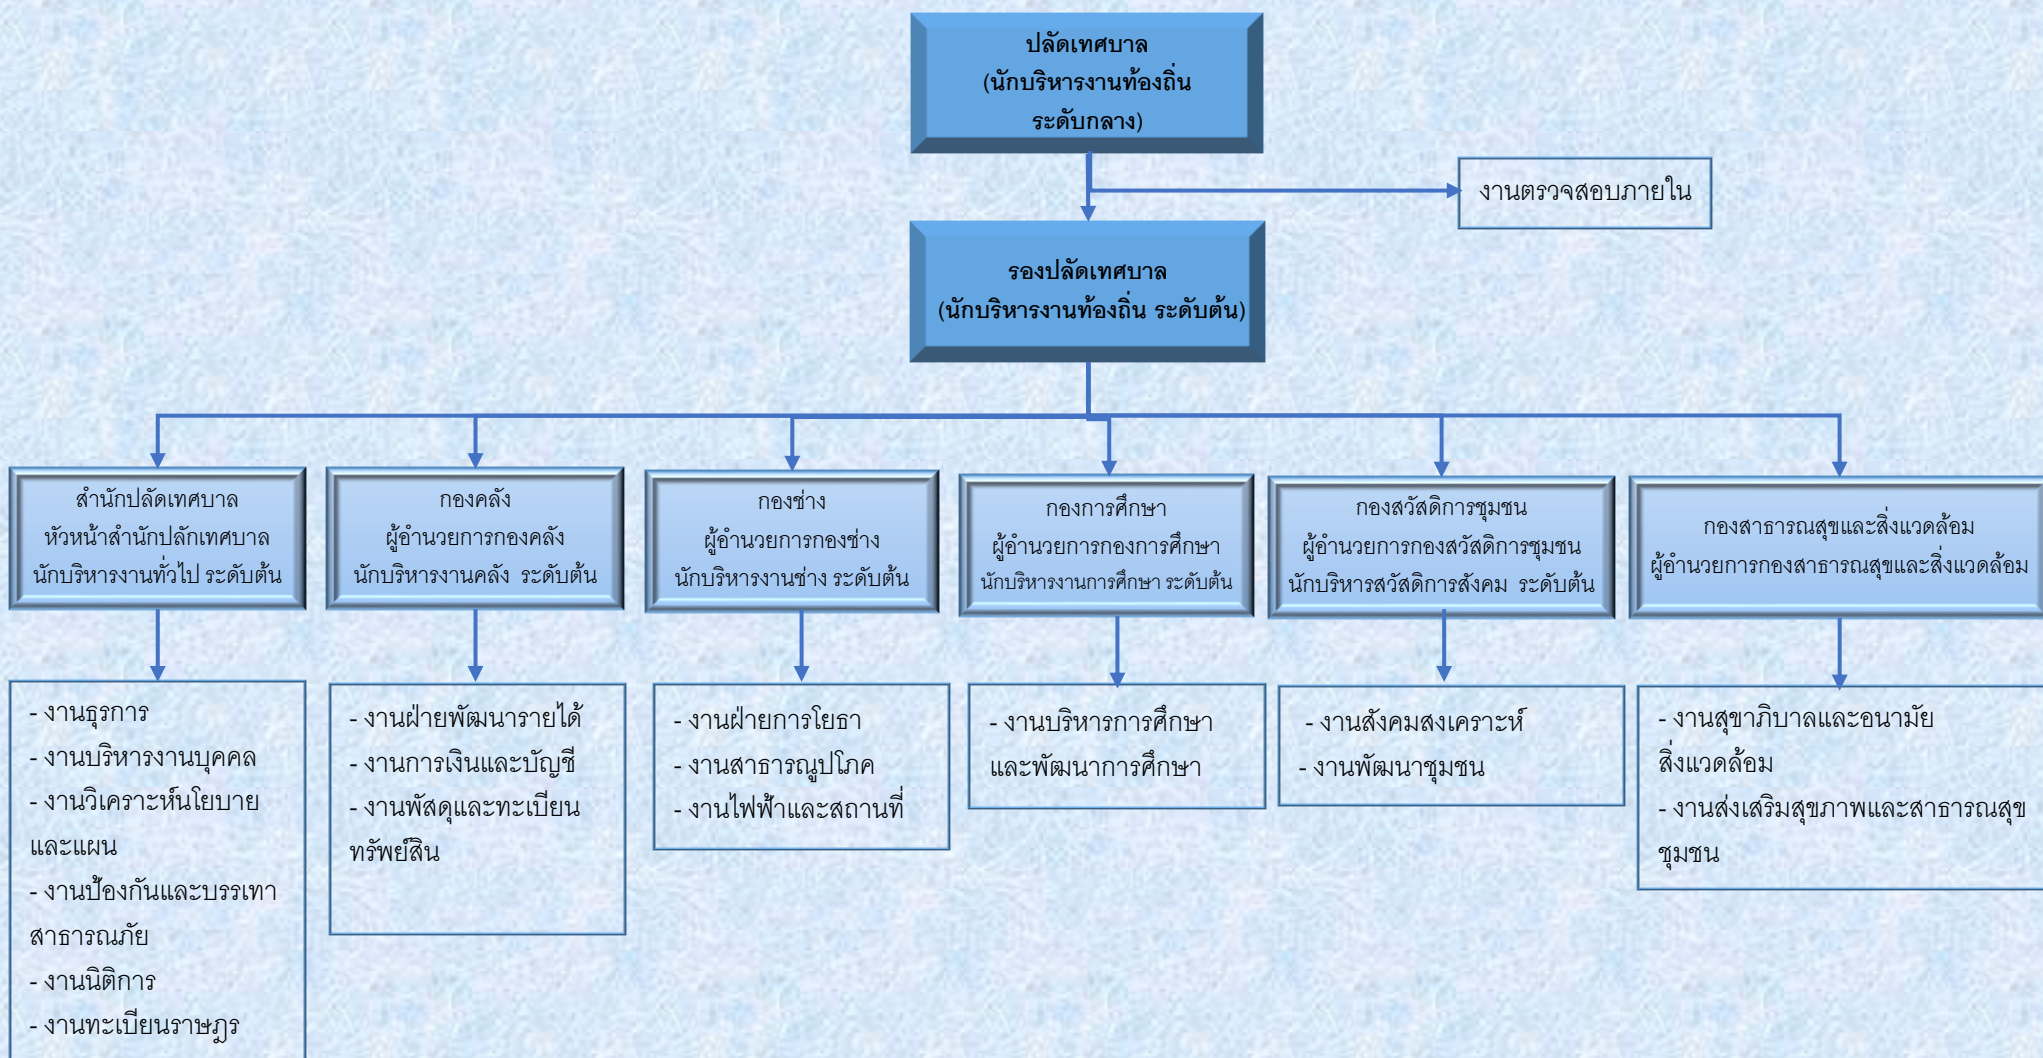 ปลัดเทศบาล
(นักบริหารงานท้องถิ่น
ระดับกลาง)
งานตรวจสอบภายใน
รองปลัดเทศบาล
(นักบริหารงานท้องถิ่น ระดับต้น)
สำนักปลัดเทศบาล
หัวหน้าสำนักปลักเทศบาล
นักบริหารงานทั่วไป ระดับต้น
กองคลัง
ผู้อำนวยการกองคลัง
นักบริหารงานคลัง ระดับต้น
กองช่าง
ผู้อำนวยการกองช่าง
นักบริหารงานช่าง ระดับต้น
กองการศึกษา
ผู้อำนวยการกองการศึกษา
นักบริหารงานการศึกษา ระดับต้น
กองสวัสดิการชุมชน
ผู้อำนวยการกองสวัสดิการชุมชน
นักบริหารสวัสดิการสังคม ระดับต้น
กองสาธารณสุขและสิ่งแวดล้อม
ผู้อำนวยการกองสาธารณสุขและสิ่งแวดล้อม
- งานธุรการ
- งานบริหารงานบุคคล
- งานวิเคราะห์นโยบาย
และแผน
- งานป้องกันและบรรเทา
สาธารณภัย
- งานนิติการ
- งานทะเบียนราษฎร
- งานฝ่ายพัฒนารายได้
- งานการเงินและบัญชี
- งานพัสดุและทะเบียน
ทรัพย์สิน
- งานฝ่ายการโยธา
- งานสาธารณูปโภค
- งานไฟฟ้าและสถานที่
- งานบริหารการศึกษา
และพัฒนาการศึกษา
- งานสังคมสงเคราะห์
- งานพัฒนาชุมชน
- งานสุขาภิบาลและอนามัย
สิ่งแวดล้อม
- งานส่งเสริมสุขภาพและสาธารณสุข
ชุมชน